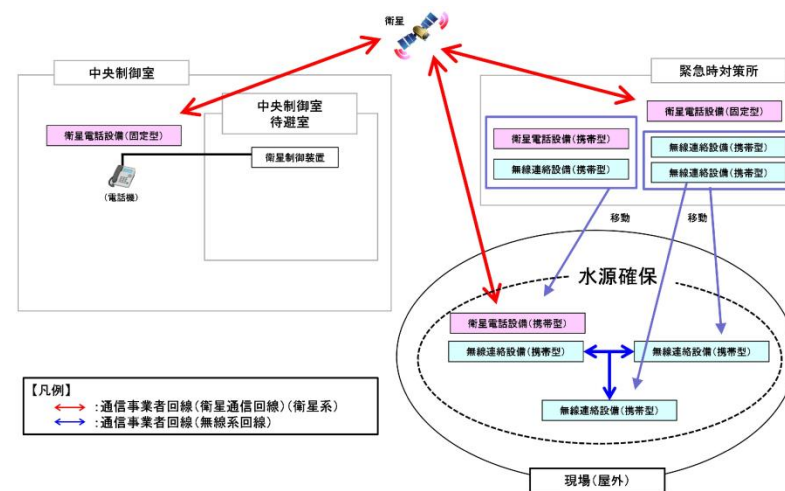 衛星
中央制御室
中央制御室
待避室
衛星電話設備(固定型)
衛星制御装置
(電話機)
緊急時対策所
衛星電話設備(固定型)
衛星電話設備(携帯型)
無線連絡設備(携帯型)
無線連絡設備(携帯型)
無線連絡設備(携帯型)
移動
移動
水源確保
衛星電話設備(携帯型)
無線連絡設備(携帯型)
無線連絡設備(携帯型)
無線連絡設備(携帯型)
現場(屋外)
【凡例】
:通信事業者回線(衛星通信回線)(衛星系)
:通信事業者回線(無線系回線)